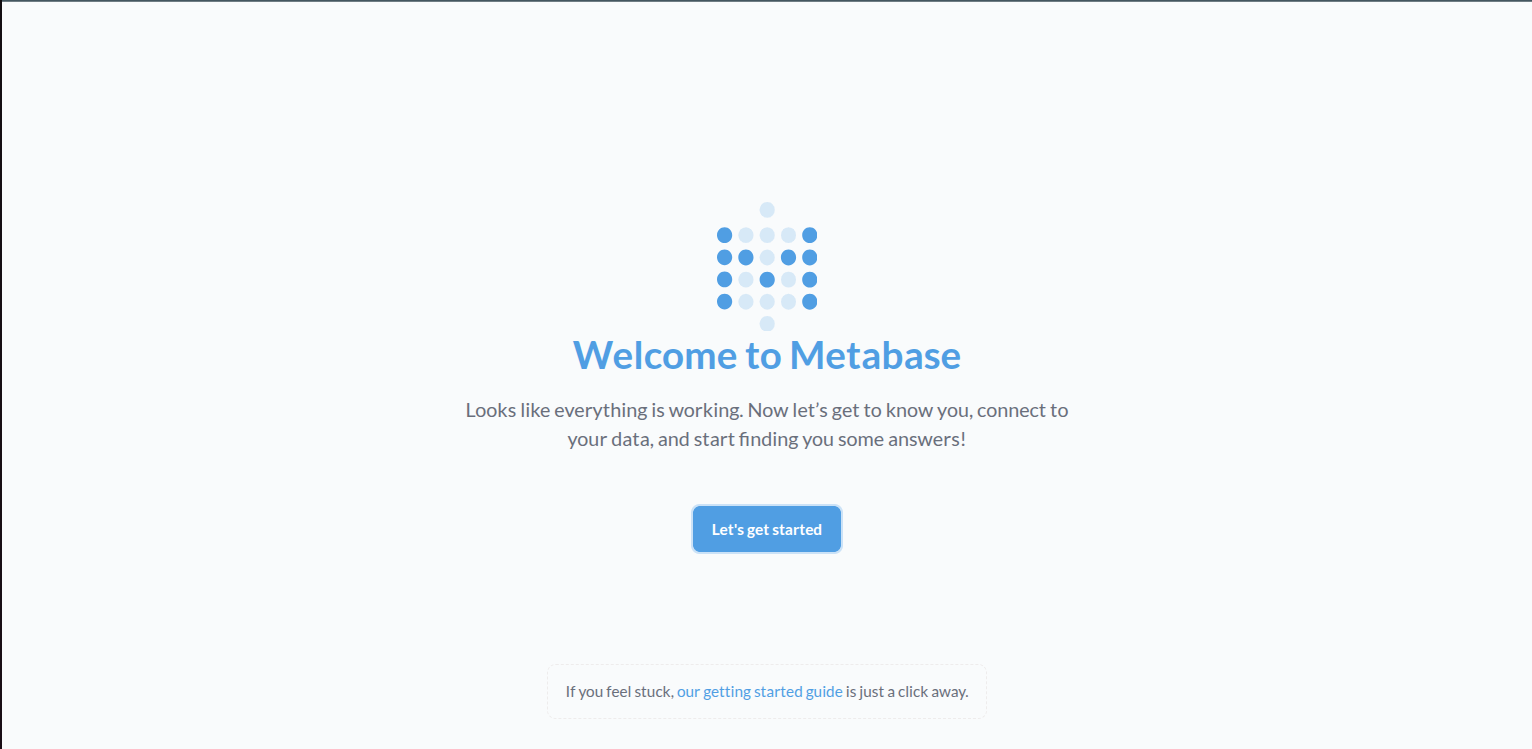 Welcome to Metabase
Looks like everything is working. Now let’s get to know you, connect to
your data, and start finding you some answers!
Let's get started
If you feel stuck, our getting started guide is just a click away.